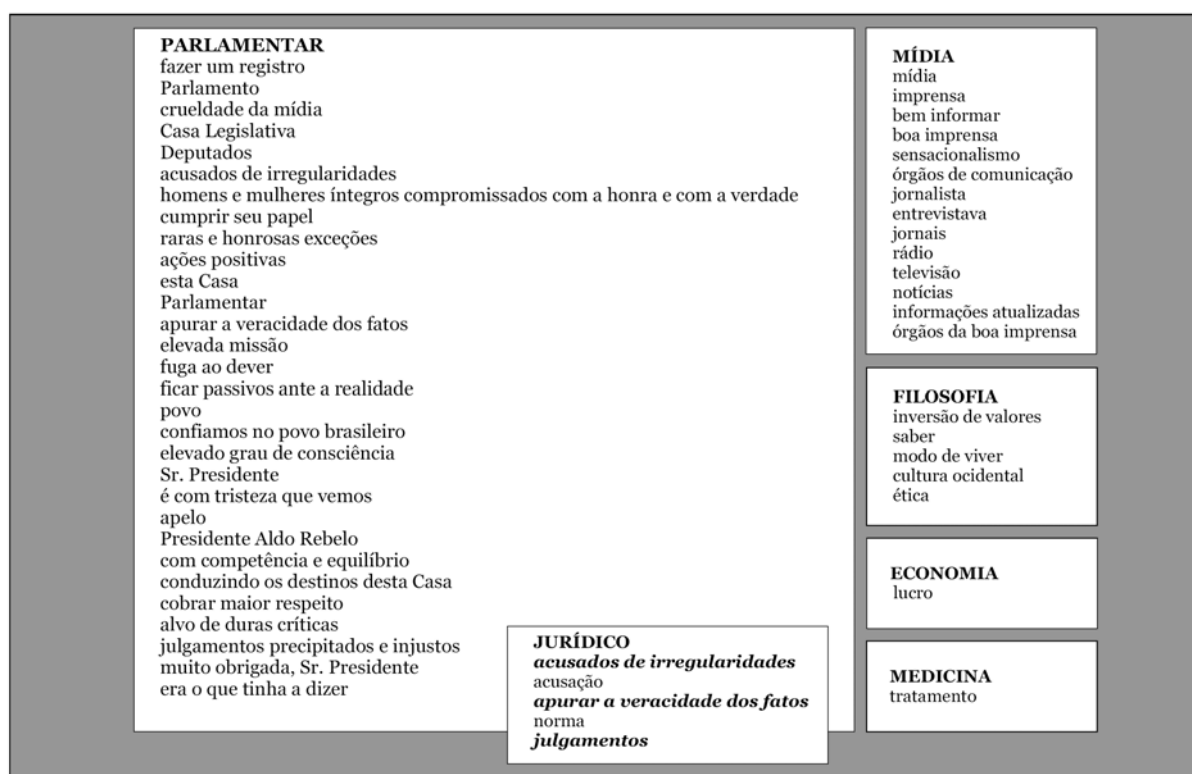 PARLAMENTAR
fazer um registro
Parlamento
crueldade da mídia
Casa Legislativa
Deputados
acusados de irregularidades
homens e mulheres íntegros compromissados com a honra e com a verdade
cumprir seu papel
raras e honrosas exceções
ações positivas
esta Casa
Parlamentar
apurar a veracidade dos fatos
elevada missão
fuga ao dever
ficar passivos ante a realidade
povo
confiamos no povo brasileiro
elevado grau de consciência
Sr. Presidente
é com tristeza que vemos
apelo
Presidente Aldo Rebelo
com competência e equilíbrio
conduzindo os destinos desta Casa
cobrar maior respeito
alvo de duras críticas
julgamentos precipitados e injustos
muito obrigada, Sr. Presidente
era o que tinha a dizer
JURÍDICO
acusados de irregularidades
acusação
apurar a veracidade dos fatos
norma
julgamentos
MÍDIA
mídia
imprensa
bem informar
boa imprensa
sensacionalismo
órgãos de comunicação
jornalista
entrevistava
jornais
rádio
televisão
notícias
informações atualizadas
órgãos da boa imprensa
FILOSOFIA
inversão de valores
saber
modo de viver
cultura ocidental
ética
ECONOMIA
lucro
MEDICINA
tratamento